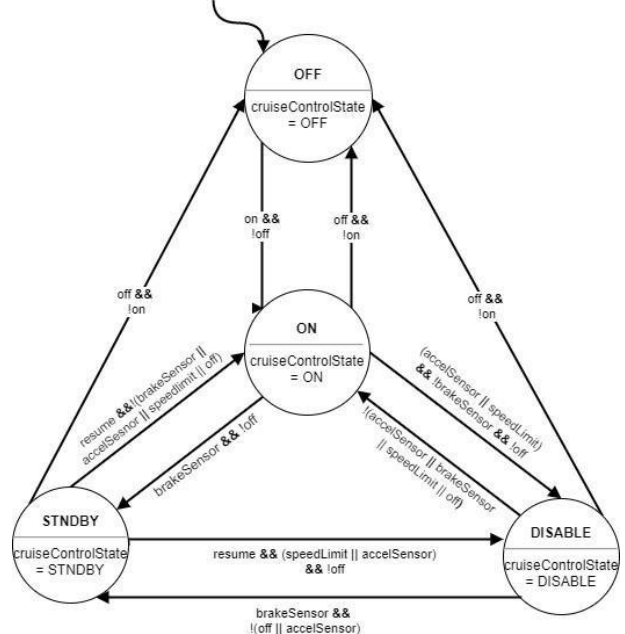 OFF
cruiseControlState
= OFF
on &&
!off
off &&
!on
off &&
!on
off &&
!on
ON
cruiseControlState
= ON
resume &&!(brakeSensor ||
accelSesnor || speedlimit || off)
(accelSensor || speedLimit)
&& !brakeSensor && !off
brakeSensor && !off
!(accelSensor || brakeSensor
|| speedLimit || off)
STNDBY
cruiseControlState
= STNDBY
DISABLE
cruiseControlState
= DISABLE
resume && (speedLimit || accelSensor)
&& !off
brakeSensor &&
!(off || accelSensor)